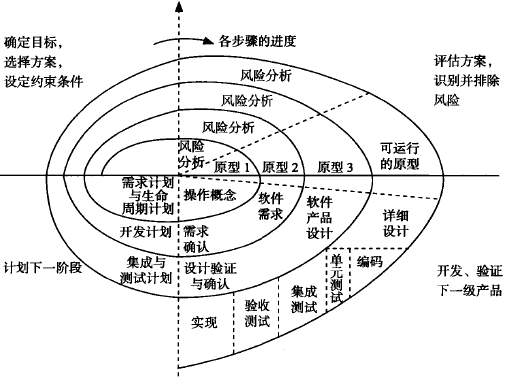 确定目标，
选择方案，
设定约束条件
各步骤的进度
评估方案，
识别并排除
风险
风险分析
风险分析
风险分析
风险
分析
原型 1
原型 2
原型 3
可运行
的原型
需求计划
与生命
周期计划
操作概念
软件
需求
软件
产品
设计
详细
设计
开发计划
需求
确认
计划下一阶段
集成与
测试计划
设计验证
与确认
单元测试
编码
开发、验证
下一级产品
实现
验收
测试
集成
测试